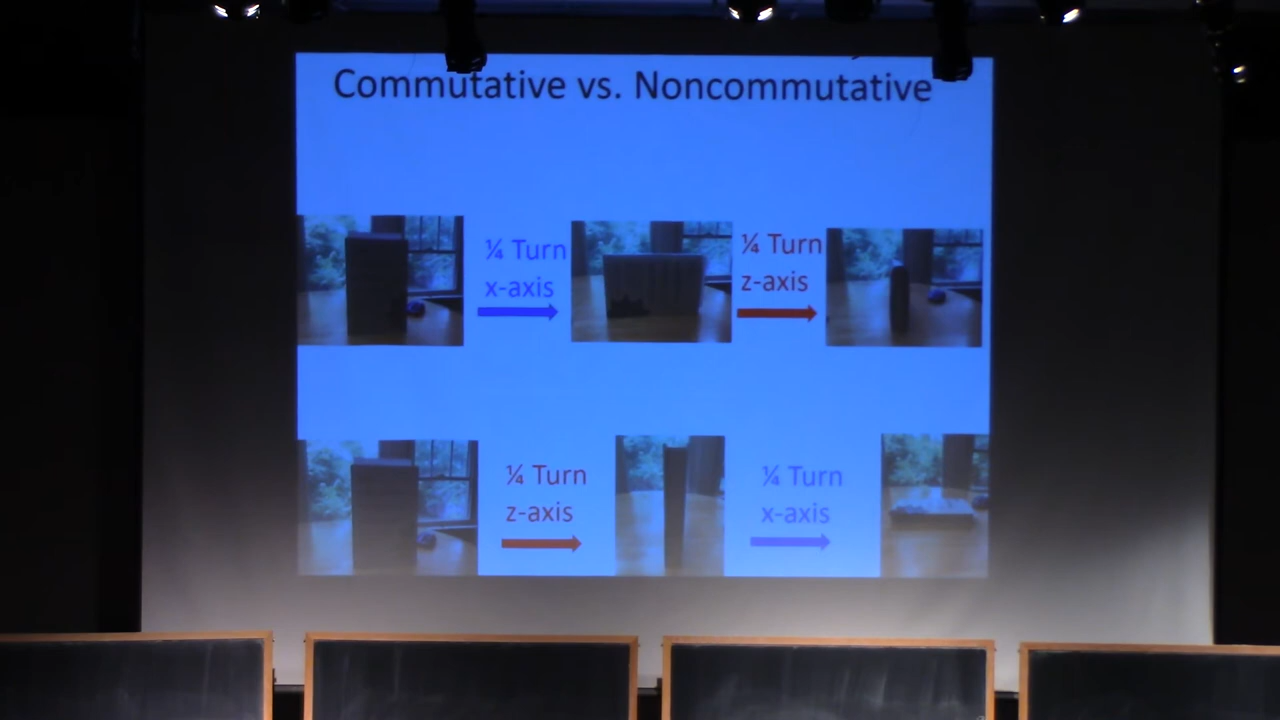 Commutative vs. Noncommutative
¼ Turn
x-axis
¼ Turn
z-axis
¼ Turn
z-axis
¼ Turn
x-axis